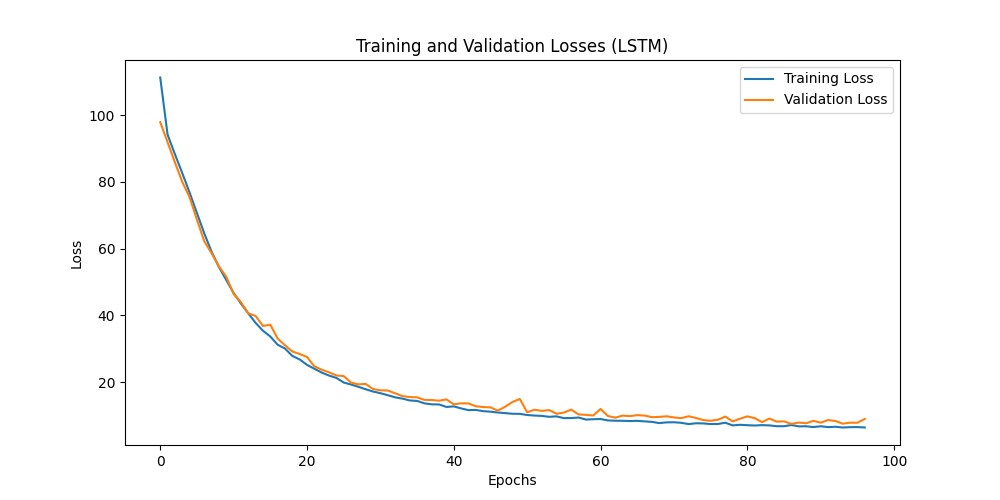 Training and Validation Losses (LSTM)
Training Loss
Validation Loss
100
80
60
40
20
Loss
0 20 40 60 80 100
Epochs